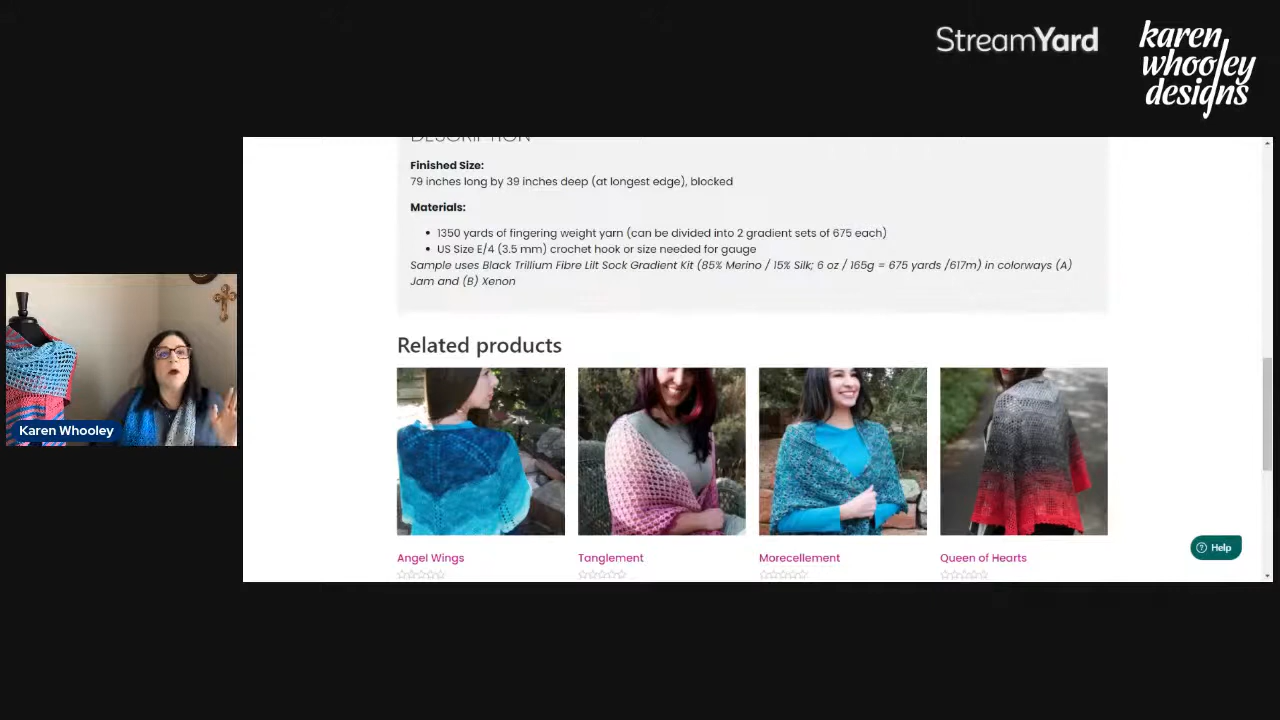 StreamYard
karen
whooley
designs
DESCRIPTION
Finished Size:
79 inches long by 39 inches deep (at longest edge), blocked
Materials:
• 1350 yards of fingering weight yarn (can be divided into 2 gradient sets of 675 each)
• US Size E/4 (3.5 mm) crochet hook or size needed for gauge
Sample uses Black Trillium Fibre Lilt Sock Gradient Kit (85% Merino / 15% Silk; 6 oz / 165g = 675 yards /617m) in colorways (A)
Jam and (B) Xenon
Related products
Karen Whooley
Angel Wings
Tanglement
Morecellement
Queen of Hearts
Help